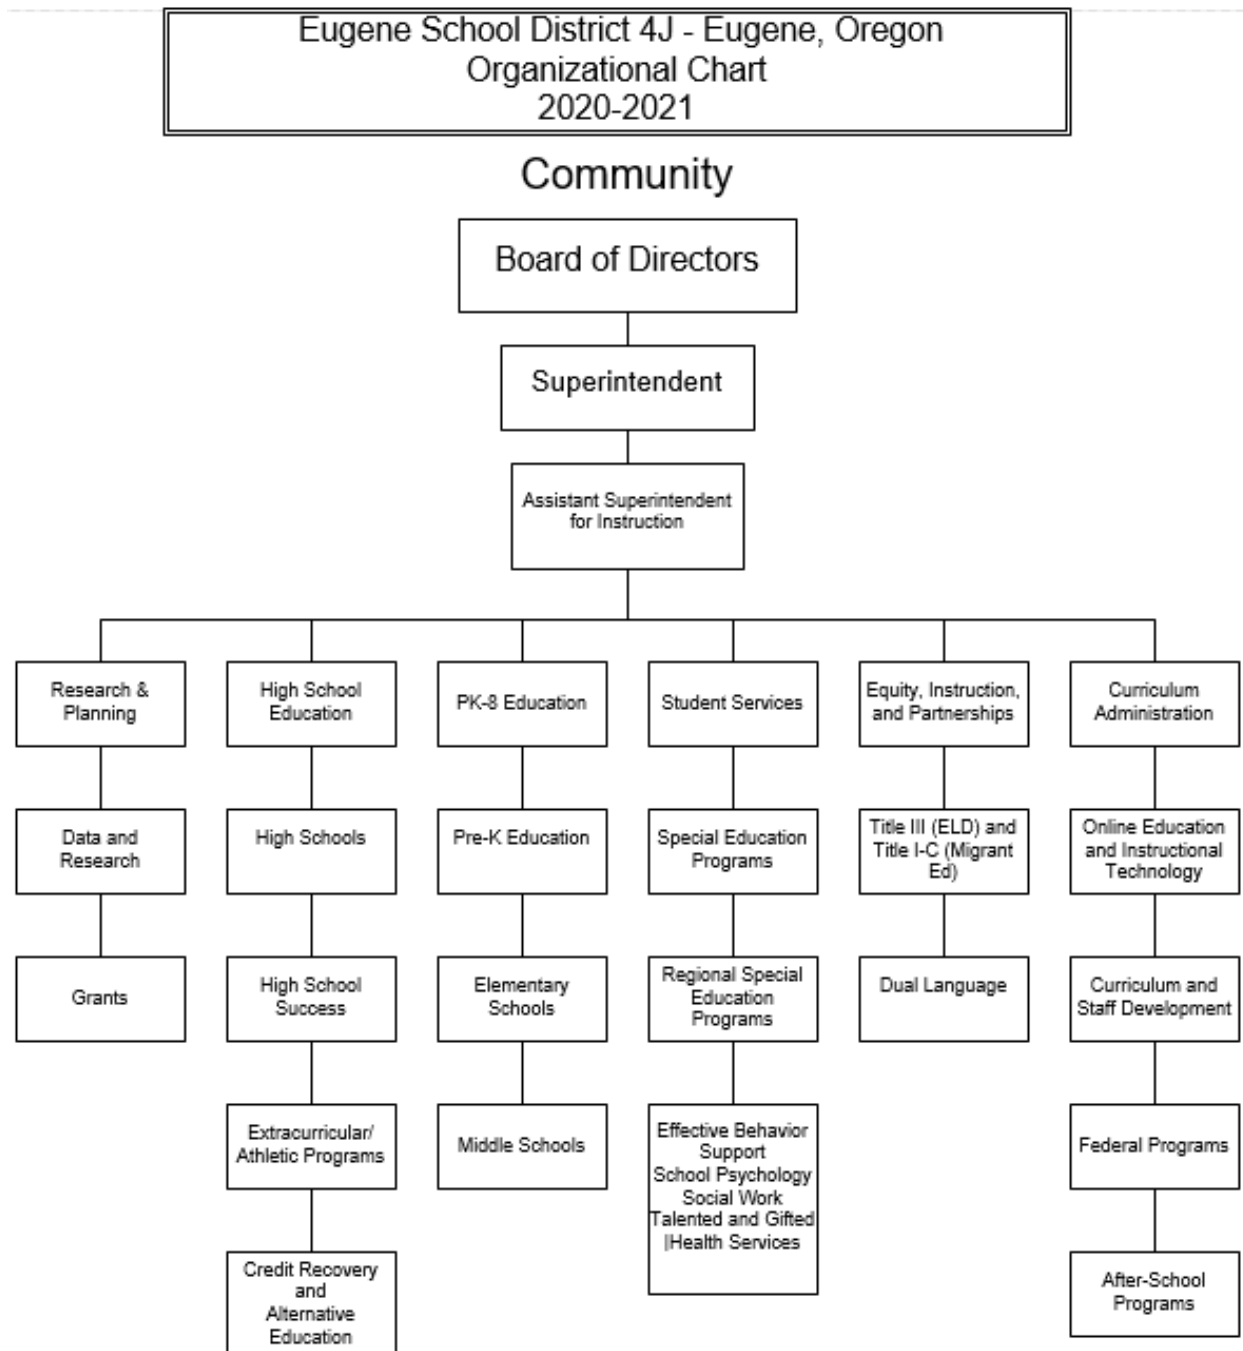 Eugene School District 4J - Eugene, Oregon
Organizational Chart
2020-2021
Community
Board of Directors
Superintendent
Assistant Superintendent
for Instruction
Research &
Planning
Data and
Research
Grants
High School
Education
High Schools
High School
Success
Extracurricular/
Athletic Programs
Credit Recovery
and
Alternative
Education
PK-8 Education
Pre-K Education
Elementary
Schools
Middle Schools
Student Services
Special Education
Programs
Regional Special
Education
Programs
Effective Behavior
Support
School Psychology
Social Work
Talented and Gifted
|Health Services
Equity, Instruction,
and Partnerships
Title III (ELD) and
Title I-C (Migrant
Ed)
Dual Language
Curriculum
Administration
Online Education
and Instructional
Technology
Curriculum and
Staff Development
Federal Programs
After-School
Programs